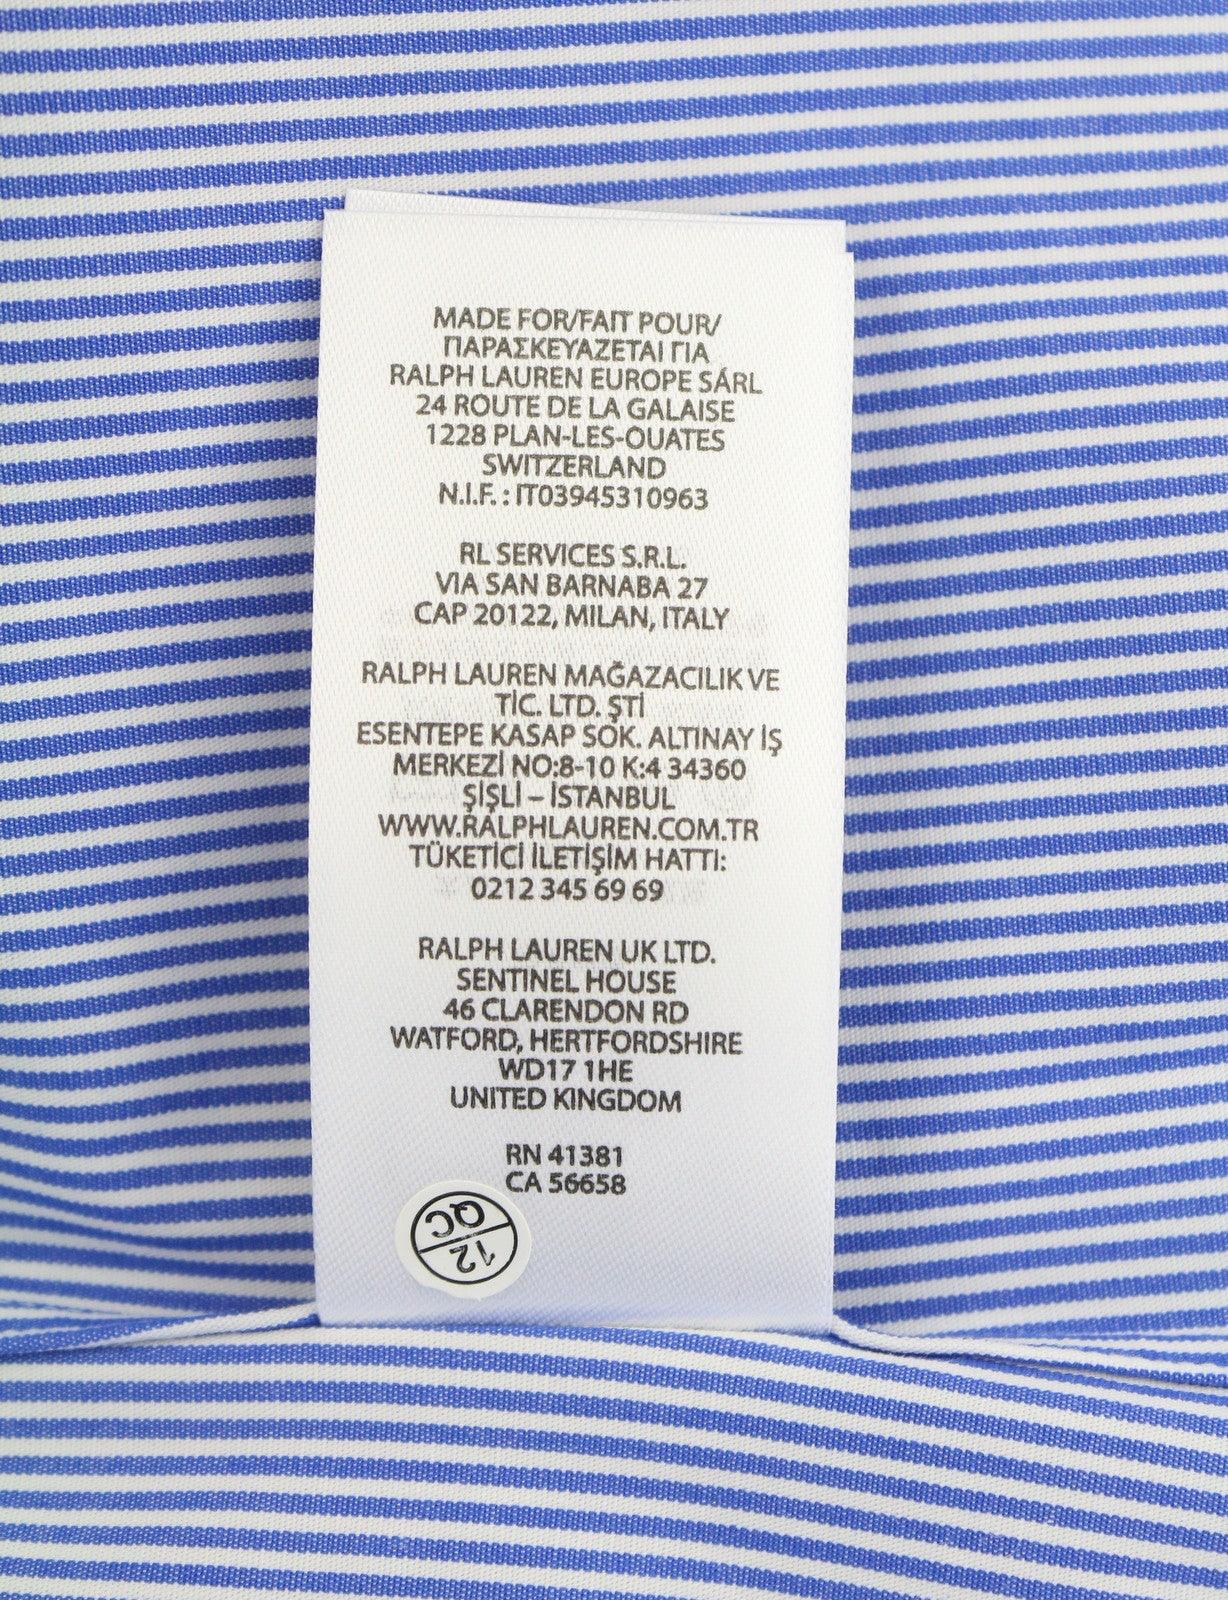 MADE FOR/FAIT POUR/
ΠΑΡΑΣΚΕΥΑΖΕΤΑΙ ΓΙΑ
RALPH LAUREN EUROPE SÁRL
24 ROUTE DE LA GALAISE
1228 PLAN-LES-OUATES
SWITZERLAND
N.I.F. : IT03945310963
RL SERVICES S.R.L.
VIA SAN BARNABA 27
CAP 20122, MILAN, ITALY
RALPH LAUREN MAĞAZACILIK VE
TİC. LTD. ŞTİ
ESENTEPE KASAP SOK. ALTINAY İŞ
MERKEZİ NO:8-10 K:4 34360
ŞİŞLİ – İSTANBUL
WWW.RALPHLAUREN.COM.TR
TÜKETİCİ İLETİŞİM HATTI:
0212 345 69 69
RALPH LAUREN UK LTD.
SENTINEL HOUSE
46 CLARENDON RD
WATFORD, HERTFORDSHIRE
WD17 1HE
UNITED KINGDOM
RN 41381
CA 56658
12
QC